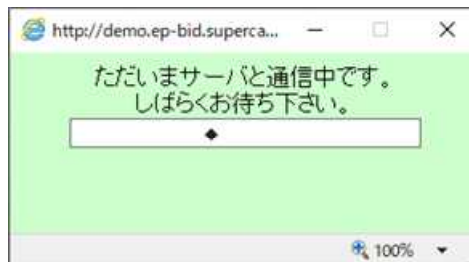 http://demo.ep-bid.superca...
ただいまサーバと通信中です。
しばらくお待ち下さい。
◆
100%